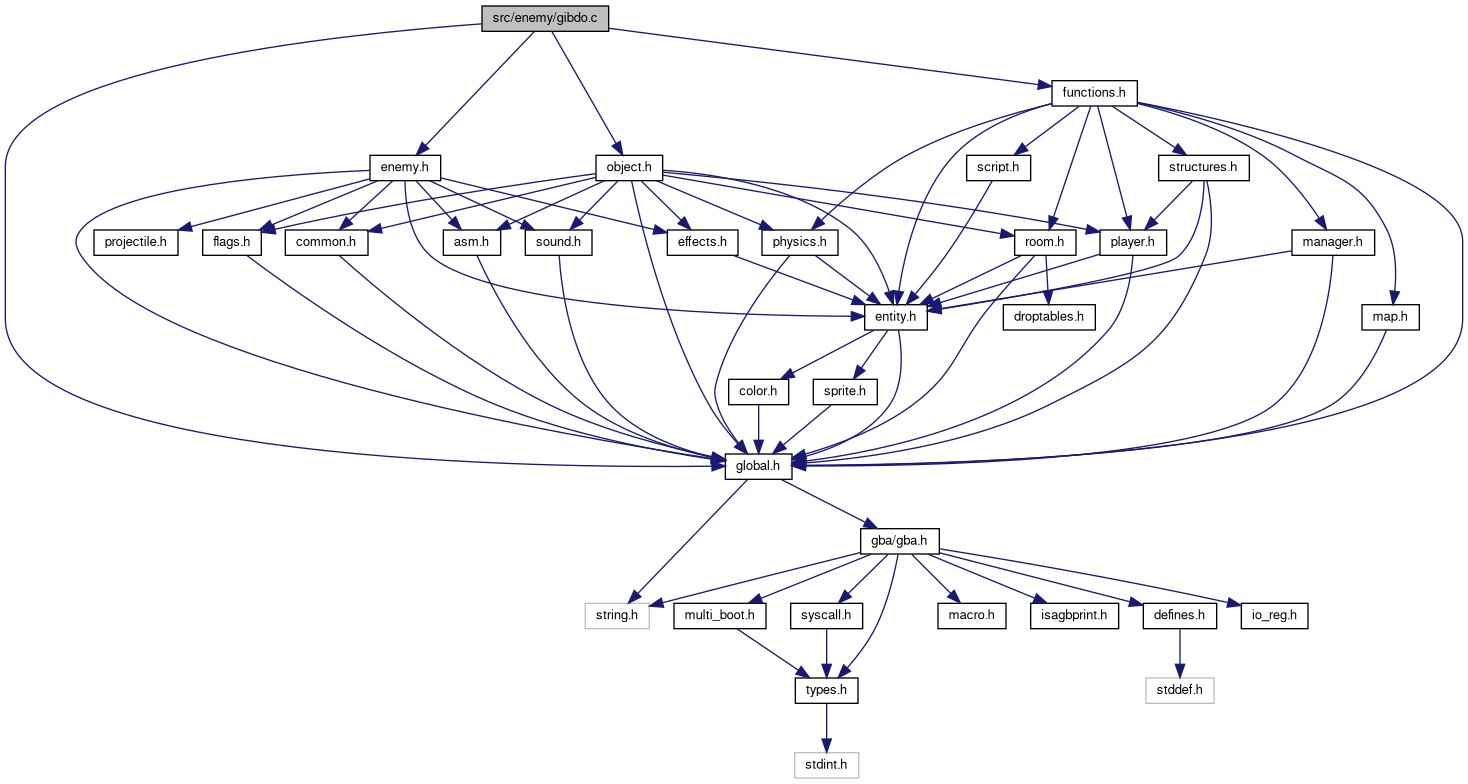 src/enemy/gibdo.c
functions.h
enemy.h
object.h
script.h
structures.h
projectile.h
flags.h
common.h
asm.h
sound.h
effects.h
physics.h
room.h
player.h
manager.h
entity.h
droptables.h
map.h
color.h
sprite.h
global.h
gba/gba.h
string.h
multi_boot.h
syscall.h
macro.h
isagbprint.h
defines.h
io_reg.h
types.h
stddef.h
stdint.h